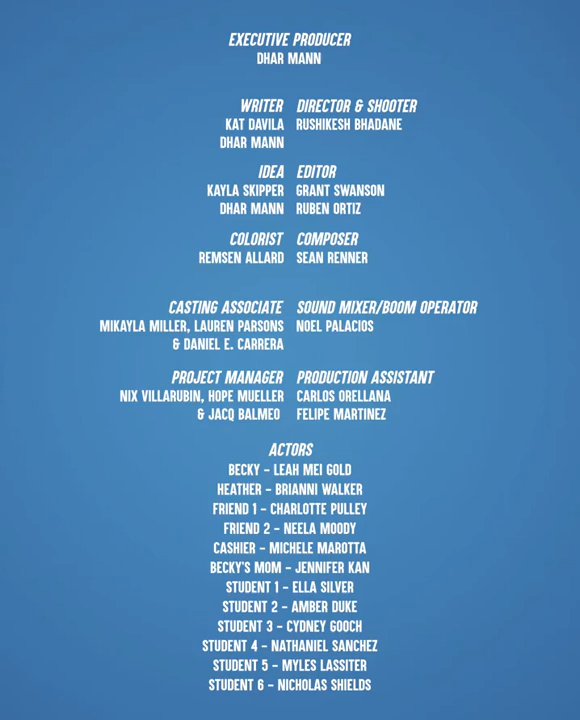 EXECUTIVE PRODUCER
DHAR MANN
WRITER DIRECTOR & SHOOTER
KAT DAVILA RUSHIKESH BHADANE
DHAR MANN
IDEA EDITOR
KAYLA SKIPPER GRANT SWANSON
DHAR MANN RUBEN ORTIZ
COLORIST COMPOSER
REMSEN ALLARD SEAN RENNER
CASTING ASSOCIATE SOUND MIXER/BOOM OPERATOR
MIKAYLA MILLER, LAUREN PARSONS NOEL PALACIOS
& DANIEL E. CARRERA
PROJECT MANAGER PRODUCTION ASSISTANT
NIX VILLARUBIN, HOPE MUELLER CARLOS ORELLANA
& JACQ BALMEO FELIPE MARTINEZ
ACTORS
BECKY – LEAH MEI GOLD
HEATHER – BRIANNI WALKER
FRIEND 1 – CHARLOTTE PULLEY
FRIEND 2 – NEELA MOODY
CASHIER – MICHELE MAROTTA
BECKY'S MOM – JENNIFER KAN
STUDENT 1 – ELLA SILVER
STUDENT 2 – AMBER DUKE
STUDENT 3 – CYDNEY GOOCH
STUDENT 4 – NATHANIEL SANCHEZ
STUDENT 5 – MYLES LASSITER
STUDENT 6 – NICHOLAS SHIELDS